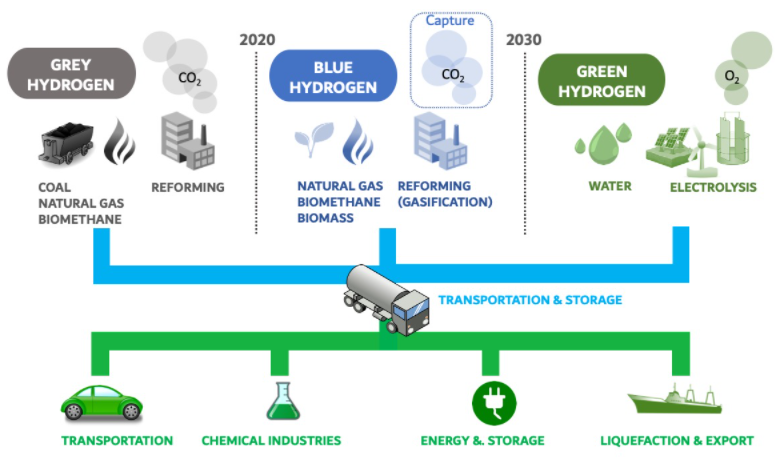 GREY
HYDROGEN
CO2
2020
BLUE
HYDROGEN
Capture
CO2
2030
GREEN
HYDROGEN
O2
COAL
NATURAL GAS
BIOMETHANE
REFORMING
NATURAL GAS
BIOMETHANE
BIOMASS
REFORMING
(GASIFICATION)
WATER
ELECTROLYSIS
TRANSPORTATION & STORAGE
TRANSPORTATION
CHEMICAL INDUSTRIES
ENERGY &. STORAGE
LIQUEFACTION & EXPORT